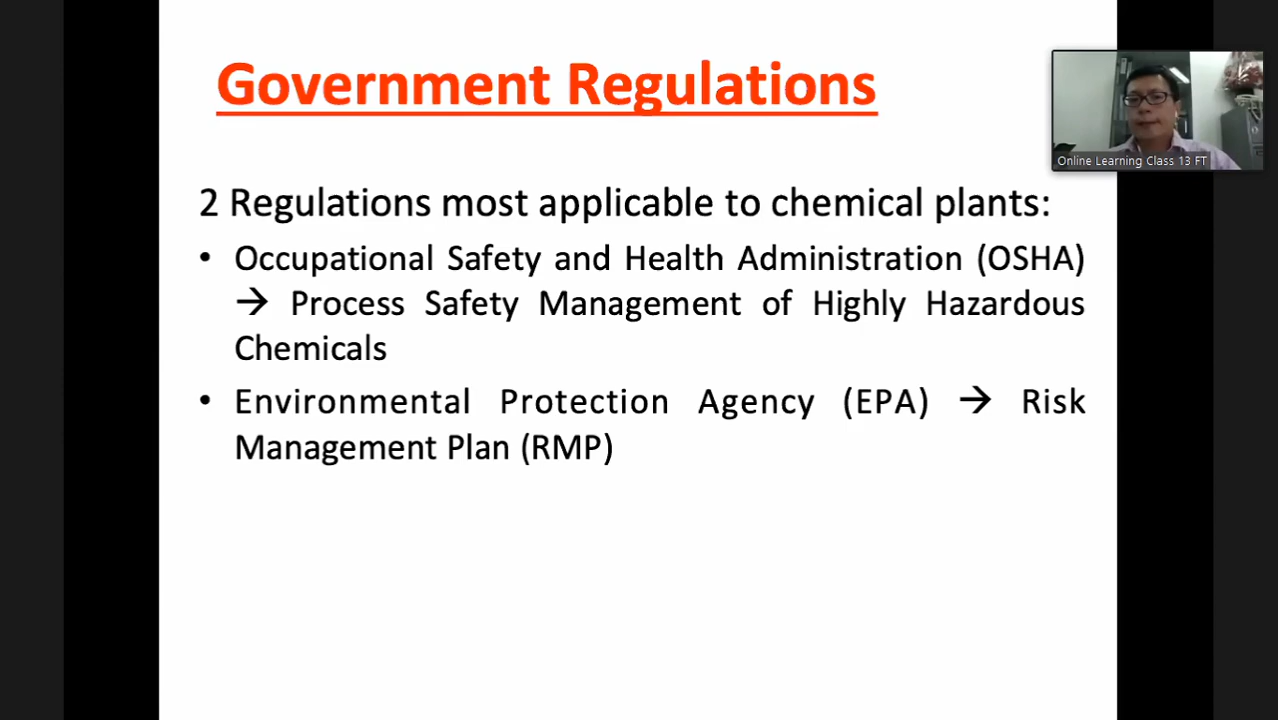 Government Regulations
Online Learning Class 13 FT
2 Regulations most applicable to chemical plants:
• Occupational Safety and Health Administration (OSHA)
→ Process Safety Management of Highly Hazardous
Chemicals
• Environmental Protection Agency (EPA) → Risk
Management Plan (RMP)